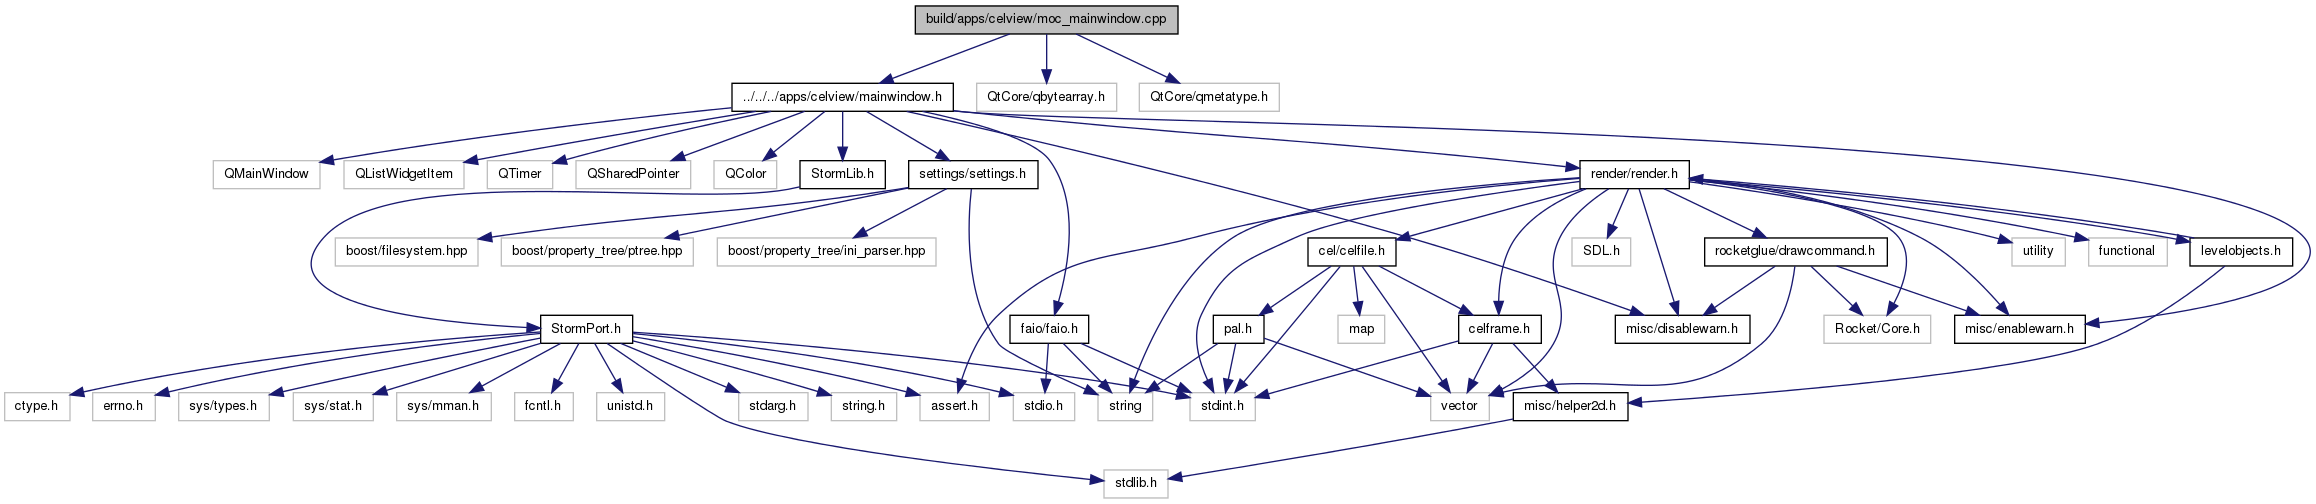 build/apps/celview/moc_mainwindow.cpp
../../../apps/celview/mainwindow.h
QtCore/qbytearray.h
QtCore/qmetatype.h
QMainWindow
QListWidgetItem
QTimer
QSharedPointer
QColor
StormLib.h
settings/settings.h
render/render.h
boost/filesystem.hpp
boost/property_tree/ptree.hpp
boost/property_tree/ini_parser.hpp
cel/celfile.h
SDL.h
rocketglue/drawcommand.h
utility
functional
levelobjects.h
StormPort.h
faio/faio.h
pal.h
map
celframe.h
misc/disablewarn.h
Rocket/Core.h
misc/enablewarn.h
ctype.h
errno.h
sys/types.h
sys/stat.h
sys/mman.h
fcntl.h
unistd.h
stdarg.h
string.h
assert.h
stdio.h
string
stdint.h
vector
misc/helper2d.h
stdlib.h